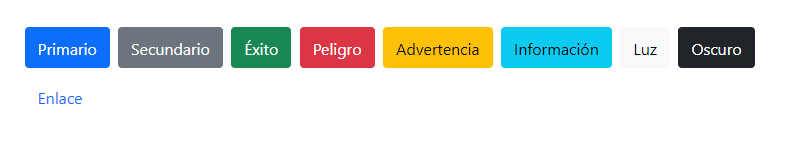 Primario Secundario Éxito Peligro Advertencia Información Luz Oscuro
Enlace